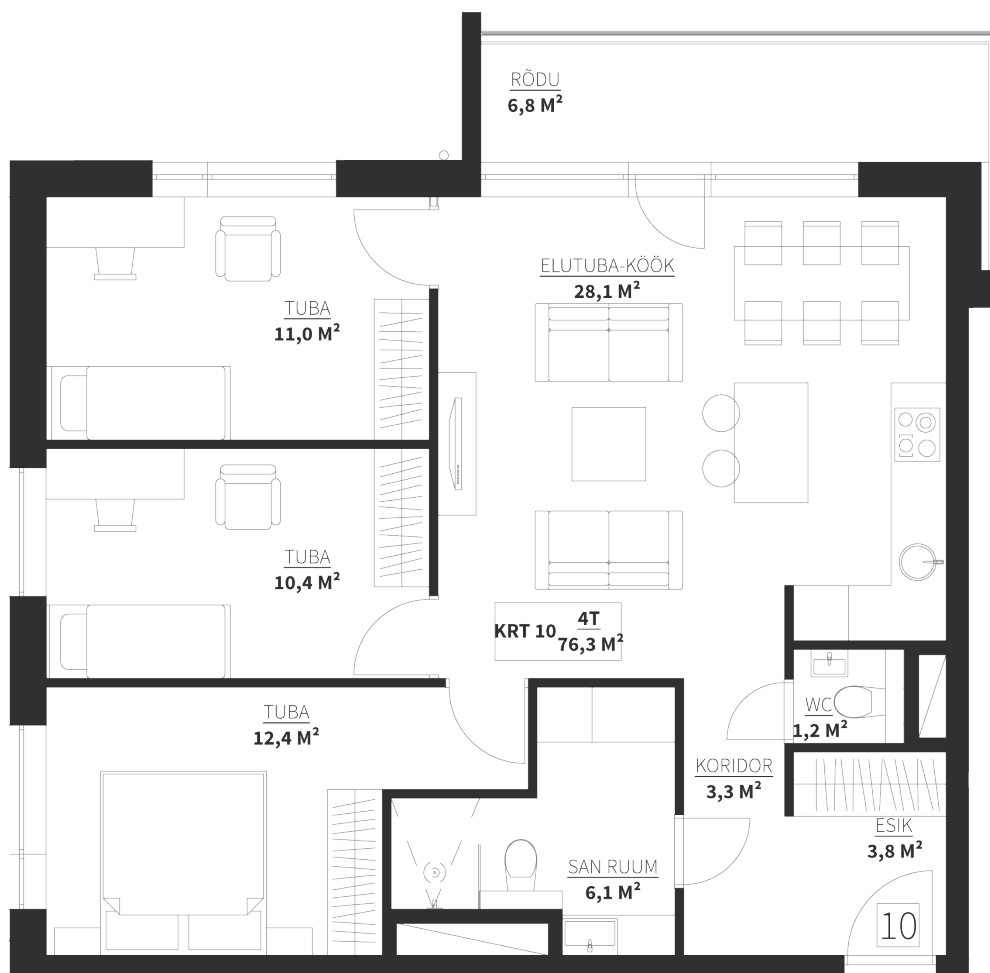 RÕDU
6,8 M²
ELUTUBA-KÖÖK
28,1 M²
TUBA
11,0 M²
TUBA
10,4 M²
KRT 10
4T
76,3 M²
TUBA
12,4 M²
WC
1,2 M²
KORIDOR
3,3 M²
ESIK
3,8 M²
SAN RUUM
6,1 M²
10